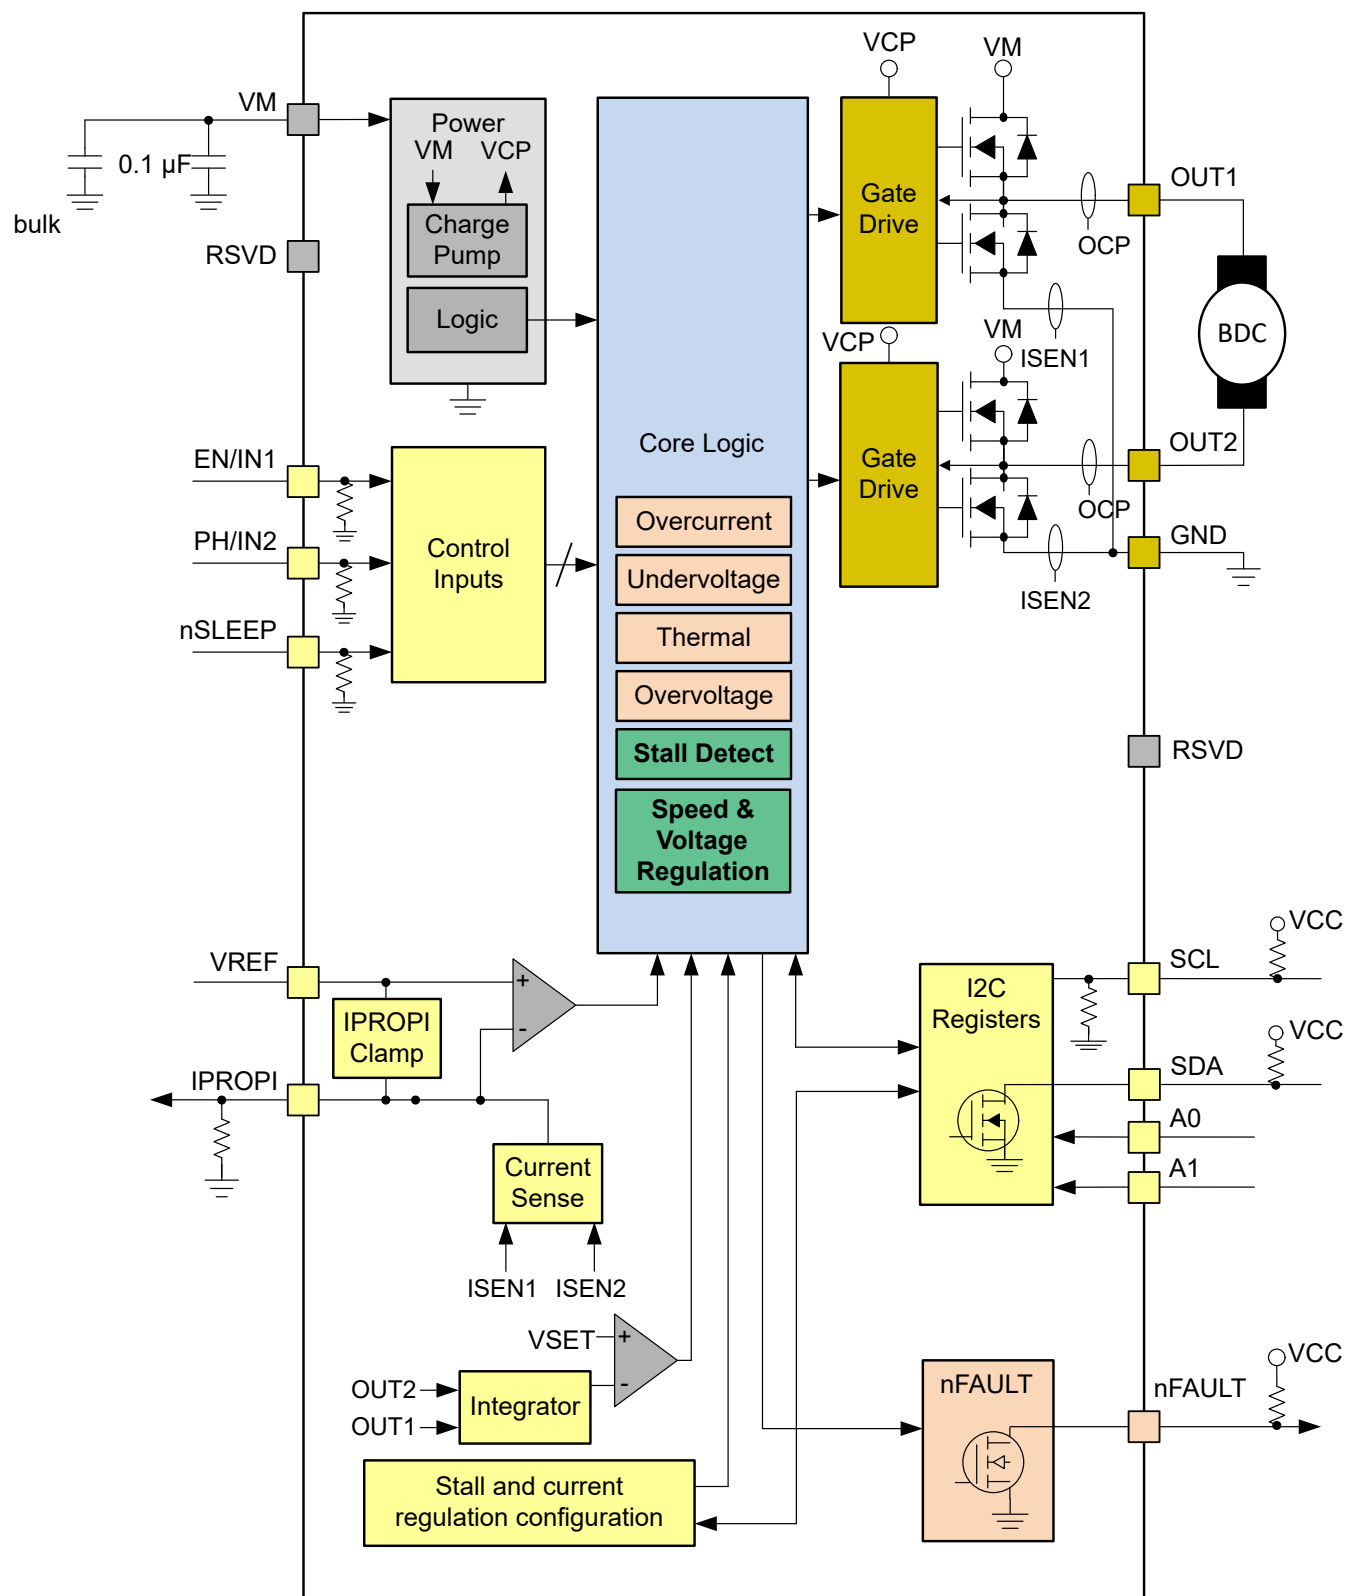 VM
0.1 µF
bulk
RSVD
Power
VM
VCP
Charge
Pump
Logic
EN/IN1
PH/IN2
nSLEEP
Control
Inputs
Core Logic
Overcurrent
Undervoltage
Thermal
Overvoltage
Stall Detect
Speed &
Voltage
Regulation
VCP
VM
Gate
Drive
OCP
OUT1
ISEN1
BDC
VCP
VM
Gate
Drive
OCP
OUT2
GND
ISEN2
RSVD
VREF
+
-
IPROPI
Clamp
IPROPI
Current
Sense
ISEN1
ISEN2
VSET
+
-
OUT2
OUT1
Integrator
Stall and current
regulation configuration
I2C
Registers
VCC
SCL
VCC
SDA
A0
A1
nFAULT
VCC
nFAULT